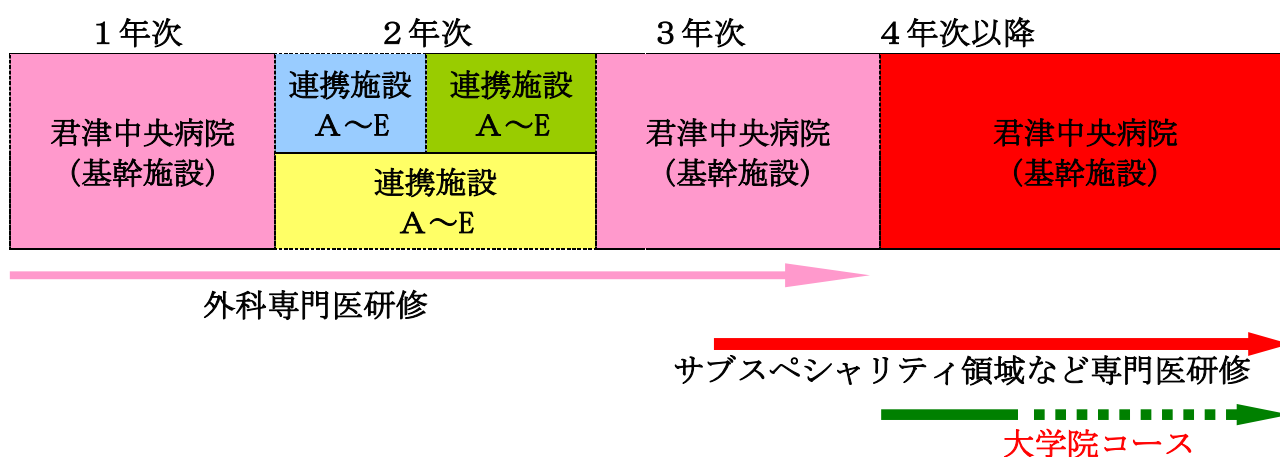 １年次
２年次
３年次
４年次以降
君津中央病院
（基幹施設）
連携施設
Ａ～Ｅ
連携施設
Ａ～Ｅ
連携施設
Ａ～Ｅ
君津中央病院
（基幹施設）
君津中央病院
（基幹施設）
外科専門医研修
サブスペシャリティ領域など専門医研修
大学院コース